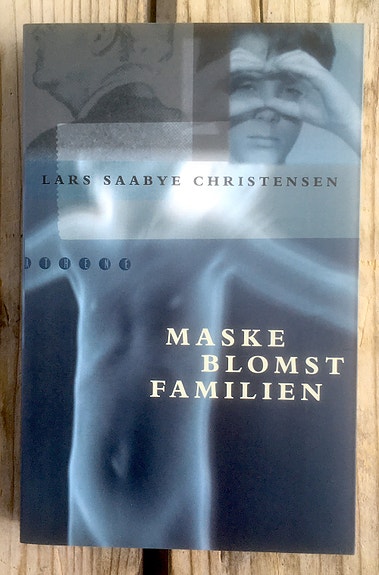 LARS SAABYE CHRISTENSEN
MASKE
BLOMST
FAMILIEN